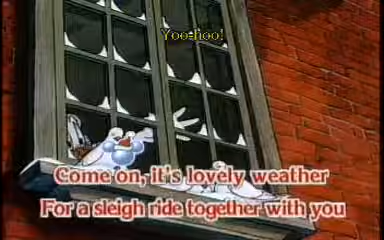 Yoo-hoo!
Come on, it's lovely weather
For a sleigh ride together with you